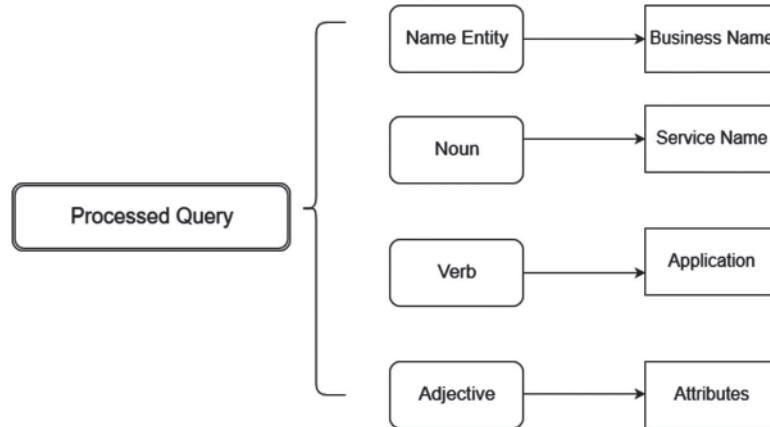 Name Entity
Business Name
Noun
Service Name
Processed Query
Verb
Application
Adjective
Attributes